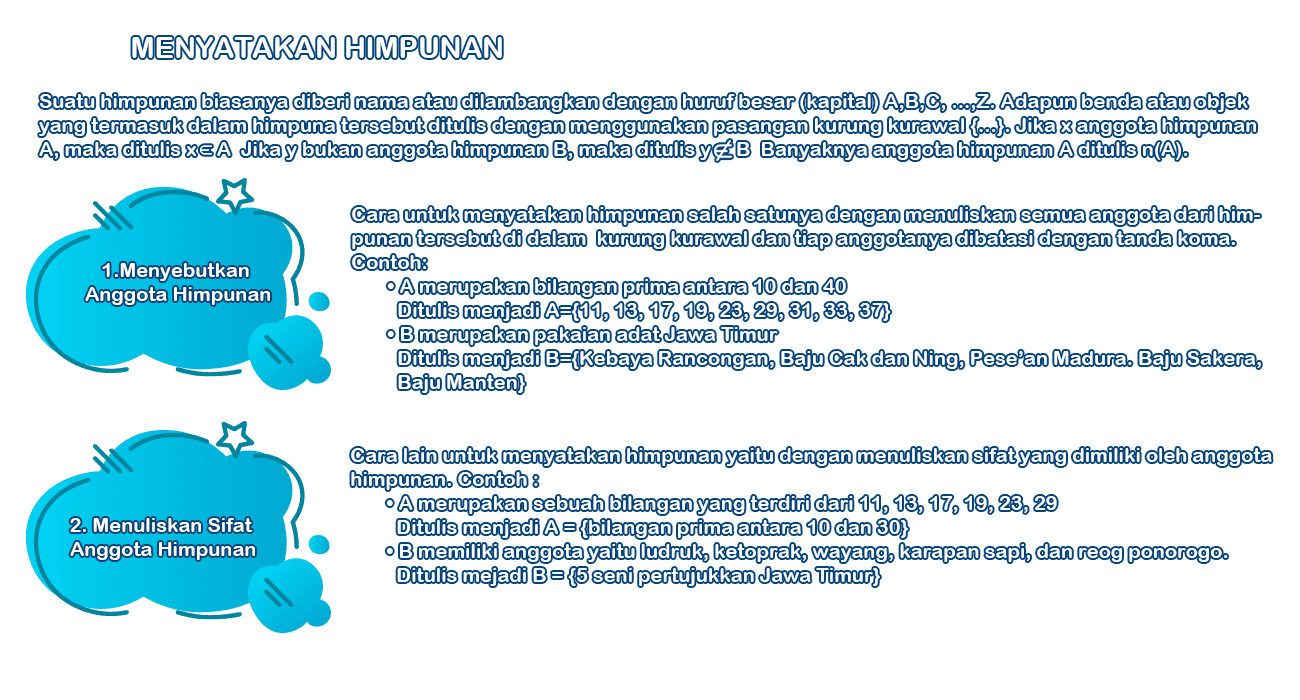 MENYATAKAN HIMPUNAN
Suatu himpunan biasanya diberi nama atau dilambangkan dengan huruf besar (kapital) A,B,C, ...,Z. Adapun benda atau objek
yang termasuk dalam himpuna tersebut ditulis dengan menggunakan pasangan kurung kurawal {...}. Jika x anggota himpunan
A, maka ditulis x∈ A Jika y bukan anggota himpunan B, maka ditulis y∉ B Banyaknya anggota himpunan A ditulis n(A).
1.Menyebutkan
Anggota Himpunan
Cara untuk menyatakan himpunan salah satunya dengan menuliskan semua anggota dari him-
punan tersebut di dalam kurung kurawal dan tiap anggotanya dibatasi dengan tanda koma.
Contoh:
• A merupakan bilangan prima antara 10 dan 40
Ditulis menjadi A={11, 13, 17, 19, 23, 29, 31, 33, 37}
• B merupakan pakaian adat Jawa Timur
Ditulis menjadi B={Kebaya Rancongan, Baju Cak dan Ning, Pese'an Madura. Baju Sakera,
Baju Manten}
2. Menuliskan Sifat
Anggota Himpunan
Cara lain untuk menyatakan himpunan yaitu dengan menuliskan sifat yang dimiliki oleh anggota
himpunan. Contoh :
• A merupakan sebuah bilangan yang terdiri dari 11, 13, 17, 19, 23, 29
Ditulis menjadi A = {bilangan prima antara 10 dan 30}
• B memiliki anggota yaitu ludruk, ketoprak, wayang, karapan sapi, dan reog ponorogo.
Ditulis mejadi B = {5 seni pertujukkan Jawa Timur}